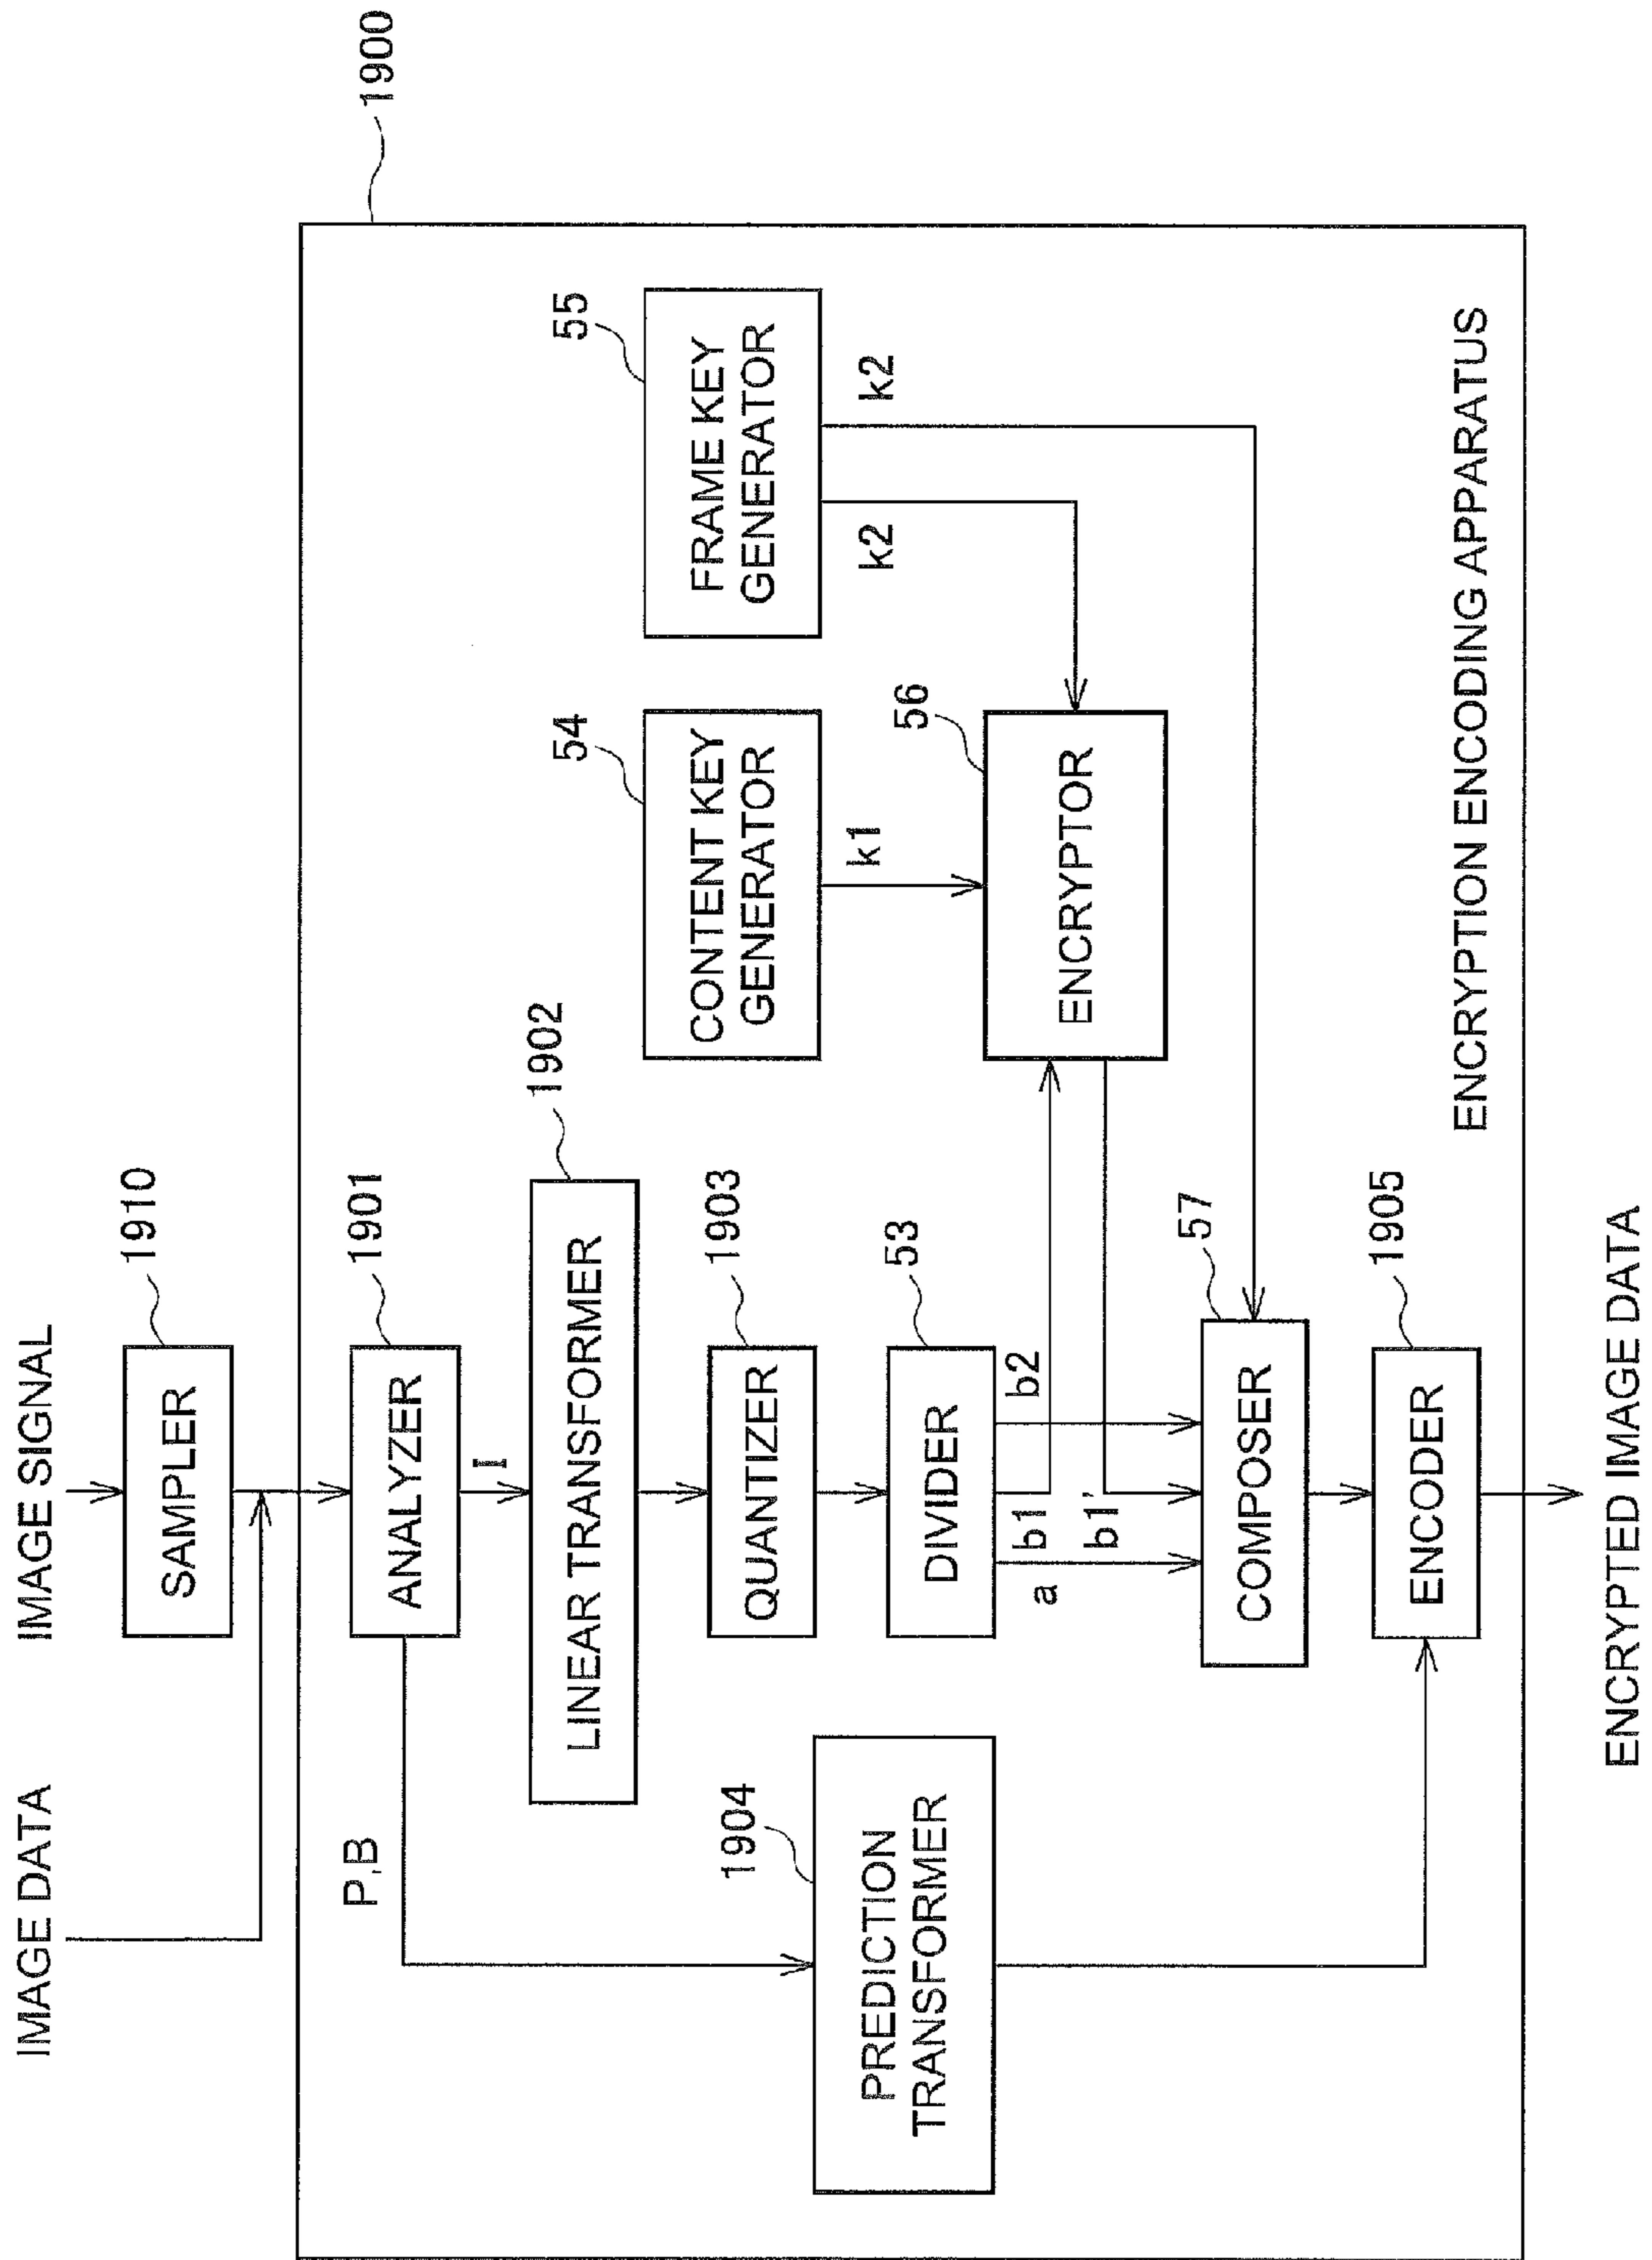 IMAGE DATA
IMAGE SIGNAL
SAMPLER
1910
1900
ANALYZER
1901
P,B
I
LINEAR TRANSFORMER
1902
QUANTIZER
1903
PREDICTION
TRANSFORMER
1904
DIVIDER
53
CONTENT KEY
GENERATOR
54
FRAME KEY
GENERATOR
55
k1
k2
k2
a
b1
b2
b1'
ENCRYPTOR
56
COMPOSER
57
ENCODER
1905
ENCRYPTION ENCODING APPARATUS
ENCRYPTED IMAGE DATA